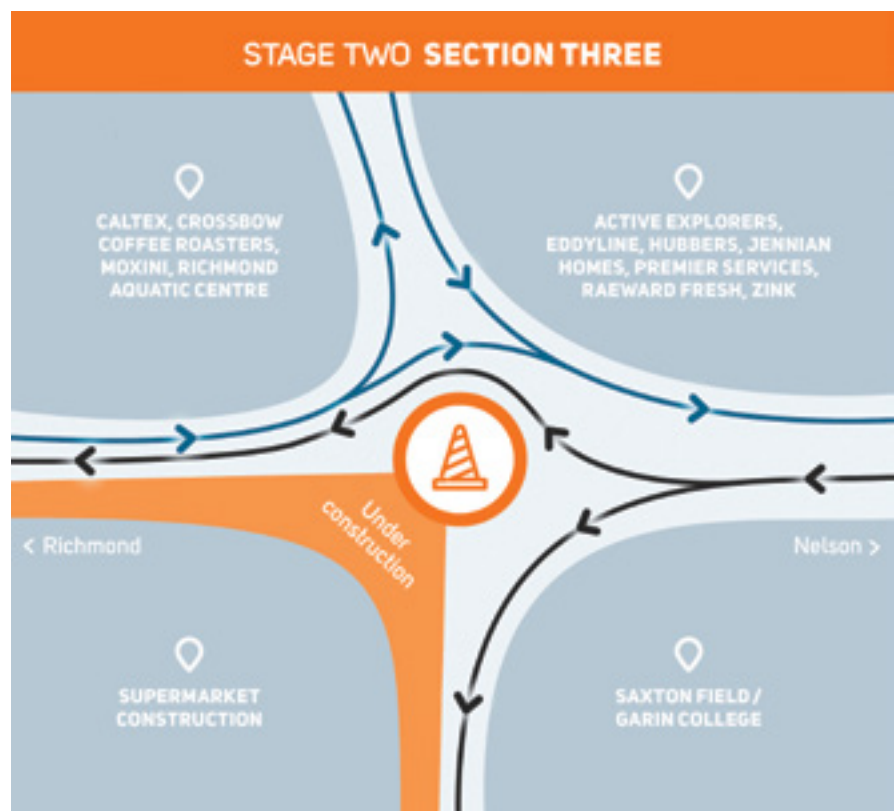 STAGE TWO SECTION THREE
CALTEX, CROSSBOW
COFFEE ROASTERS,
MOXINI, RICHMOND
AQUATIC CENTRE
ACTIVE EXPLORERS,
EDDYLINE, HUBBERS, JENNIAN
HOMES, PREMIER SERVICES,
RAEWARD FRESH, ZINK
Under
construction
< Richmond
Nelson >
SUPERMARKET
CONSTRUCTION
SAXTON FIELD /
GARIN COLLEGE